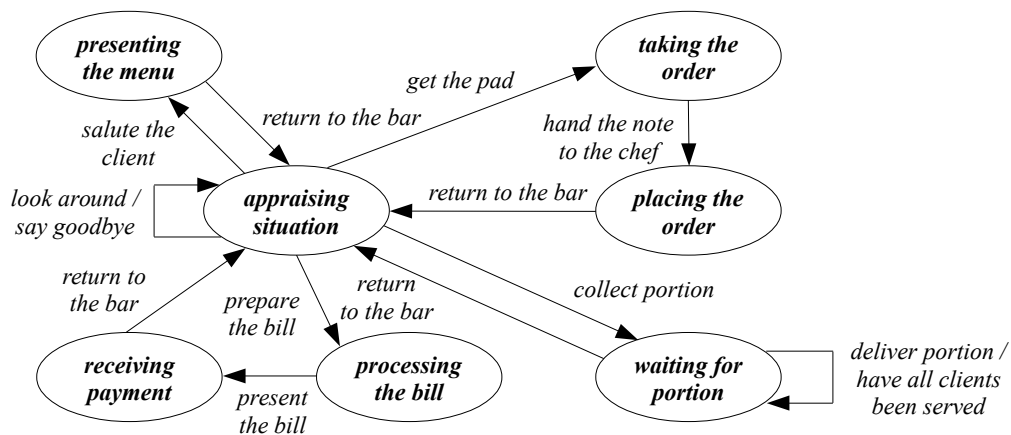 presenting
the menu
taking the
order
get the pad
return to the bar
salute the
client
hand the note
to the chef
look around /
say goodbye
appraising
situation
return to the bar
placing the
order
return to
the bar
prepare
the bill
return
to the bar
collect portion
receiving
payment
present
the bill
processing
the bill
waiting for
portion
deliver portion /
have all clients
been served